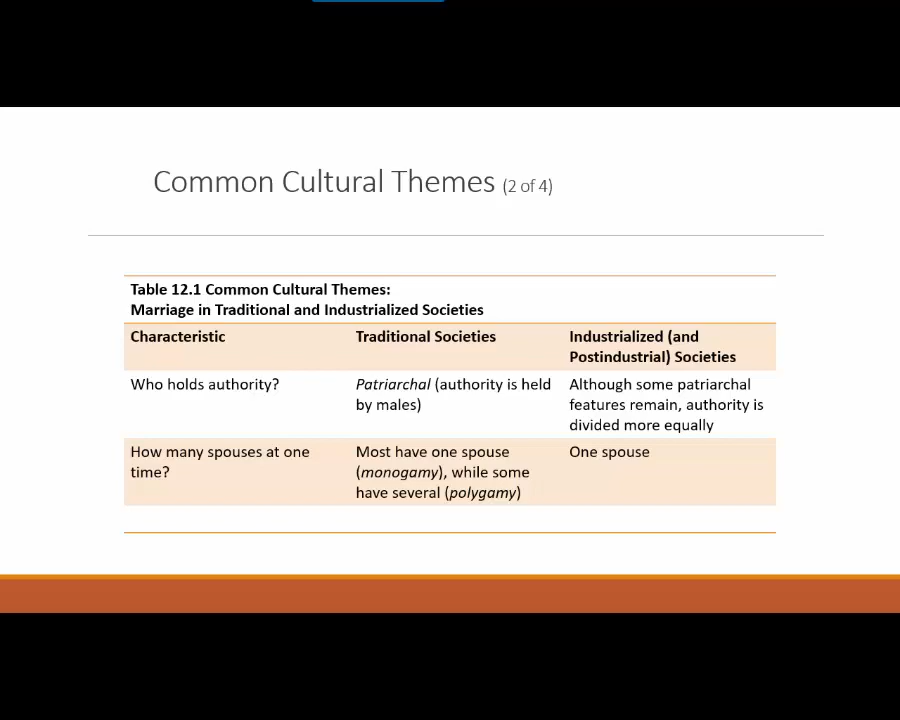 Common Cultural Themes (2 of 4)
Table 12.1 Common Cultural Themes:
Marriage in Traditional and Industrialized Societies
Characteristic
Traditional Societies
Industrialized (and
Postindustrial) Societies
Who holds authority?
Patriarchal (authority is held
by males)
Although some patriarchal
features remain, authority is
divided more equally
How many spouses at one
time?
Most have one spouse
(monogamy), while some
have several (polygamy)
One spouse